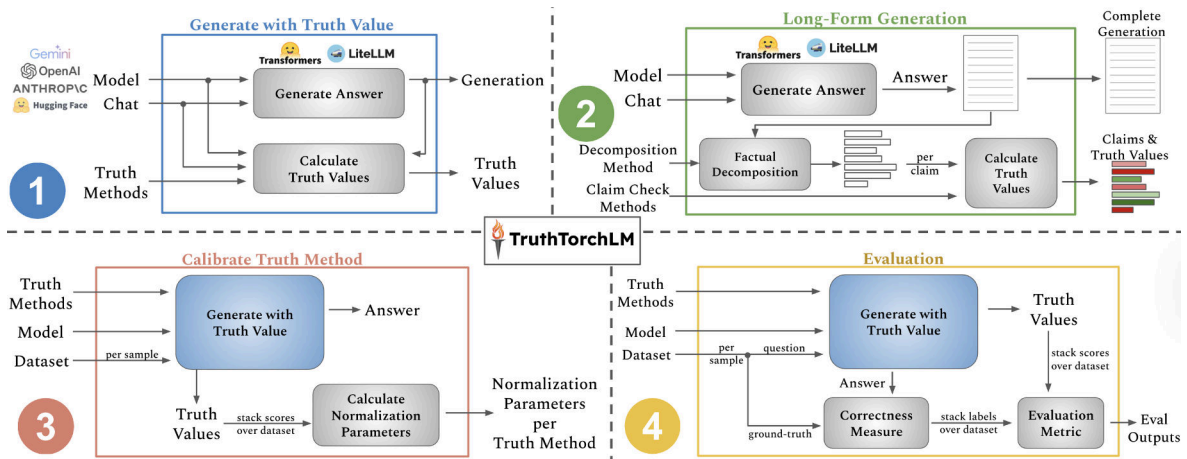 Generate with Truth Value
Gemini
OpenAI
ANTHROP\C
Hugging Face
Model
Chat
Truth Methods
Transformers
LiteLLM
Generate Answer
Calculate
Truth Values
Generation
Truth
Values
1
Long-Form Generation
Model
Chat
Transformers
LiteLLM
Generate Answer
Answer
Complete
Generation
2
Decomposition
Method
Factual
Decomposition
per
claim
Calculate
Truth
Values
Claims &
Truth Values
Claim Check
Methods
TruthTorchLM
Calibrate Truth Method
Truth
Methods
Model
Dataset
per sample
Generate with
Truth Value
Answer
Truth
Values
stack scores
over dataset
Calculate
Normalization
Parameters
Normalization
Parameters
per
Truth Method
3
Evaluation
Truth
Methods
Model
Dataset
per
sample
question
Generate with
Truth Value
Truth
Values
stack scores
over dataset
Answer
4
ground-truth
Correctness
Measure
stack labels
over dataset
Evaluation
Metric
Eval
Outputs